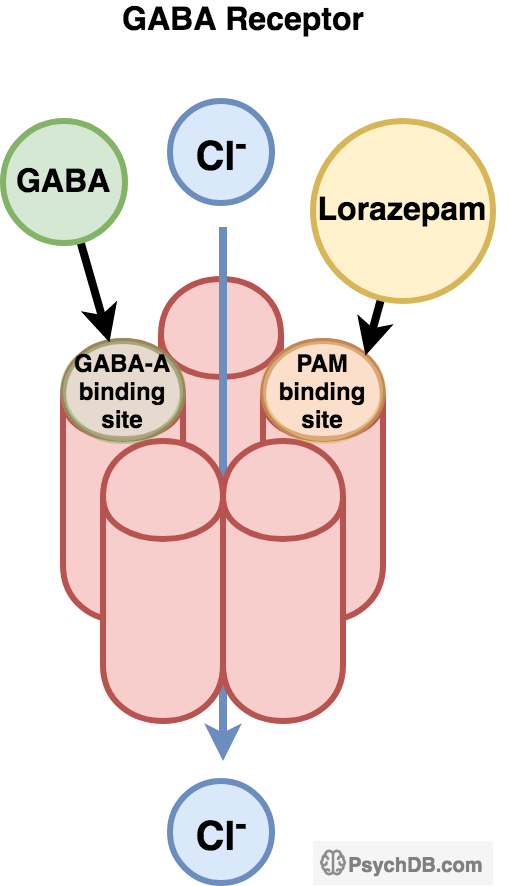 GABA Receptor
Cl-
GABA
Lorazepam
GABA-A
binding
site
PAM
binding
site
Cl-
PsychDB.com